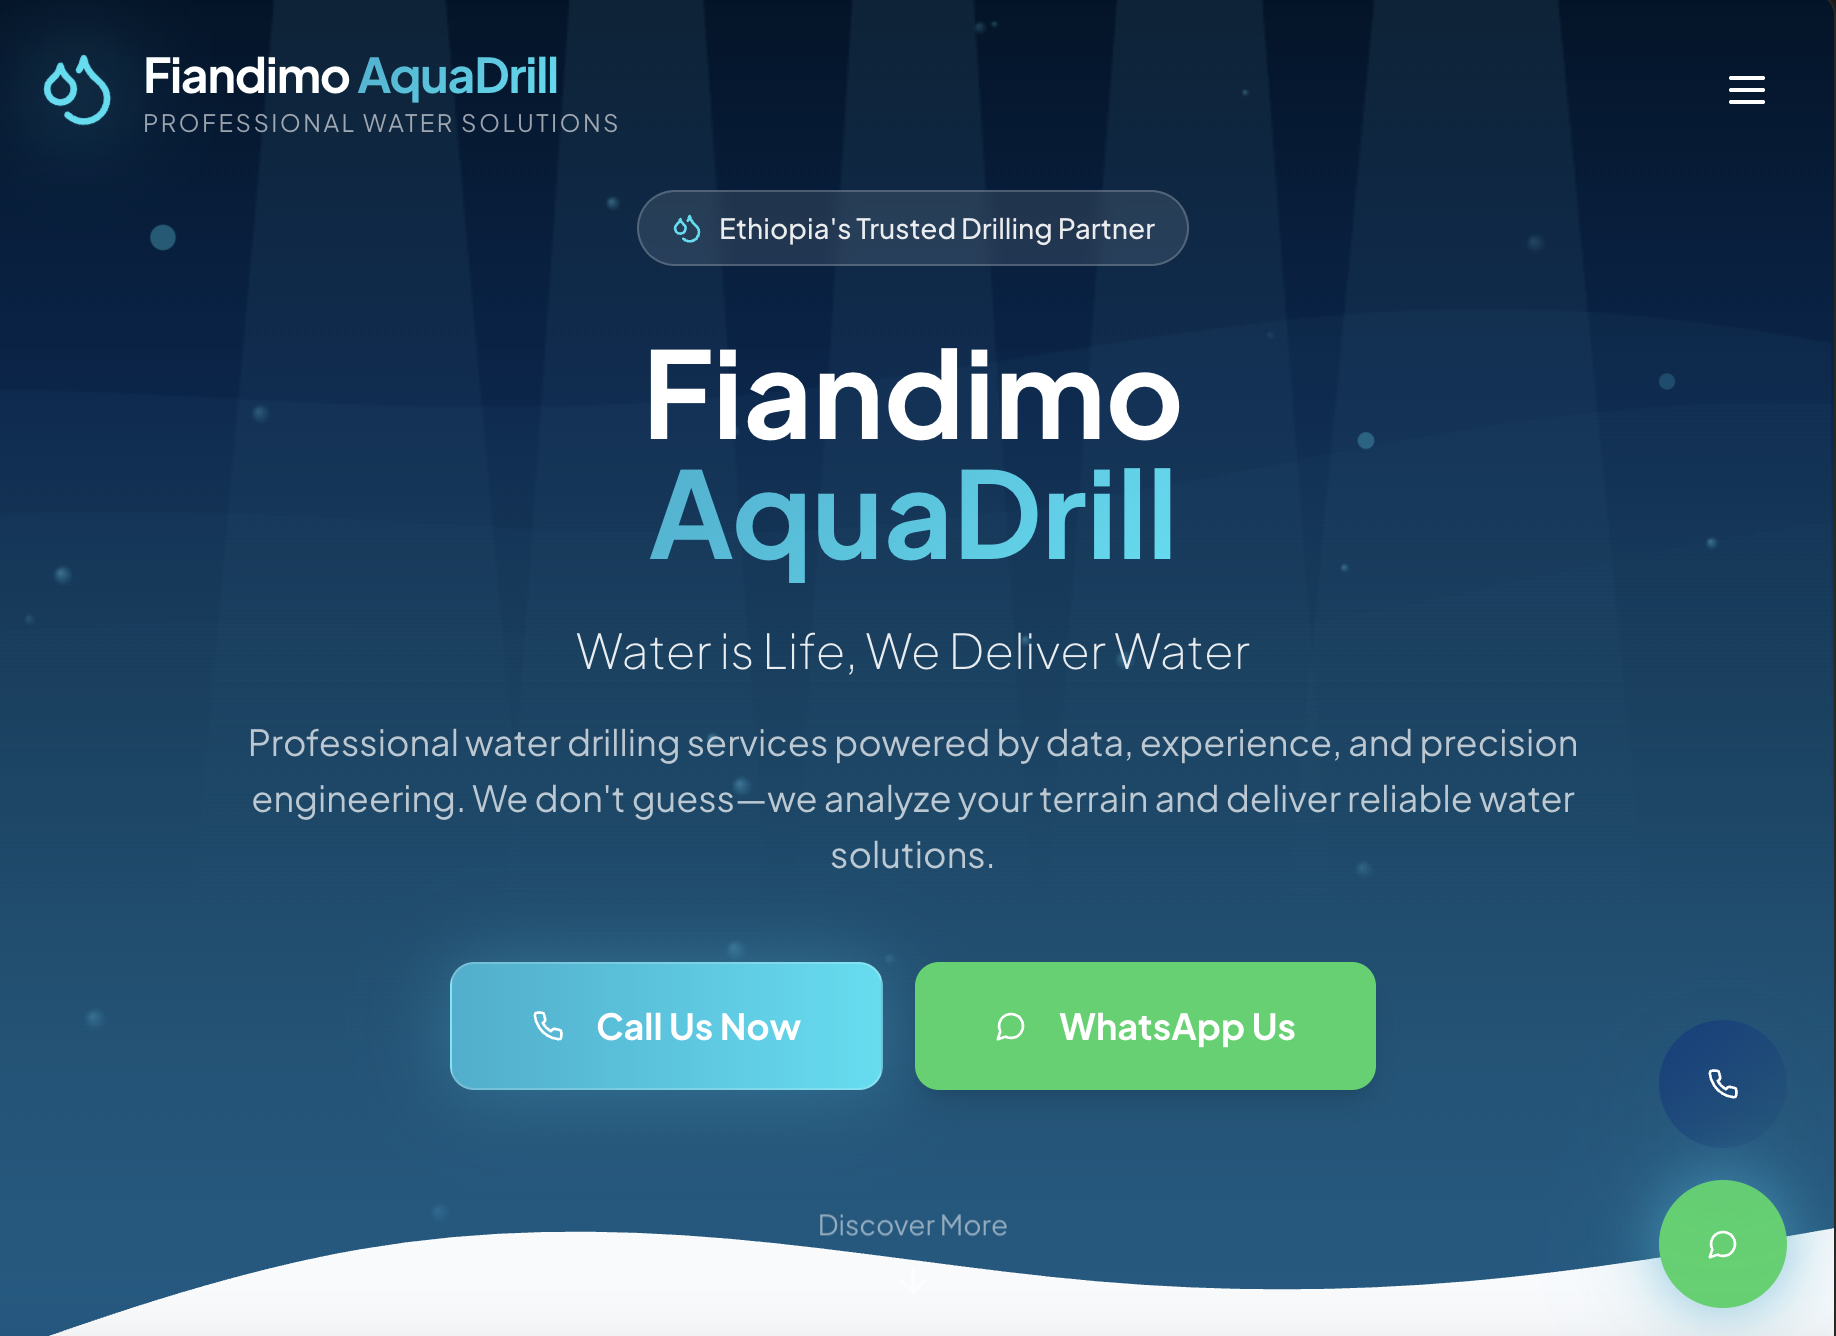 Fiandimo AquaDrill
PROFESSIONAL WATER SOLUTIONS
Ethiopia's Trusted Drilling Partner
Fiandimo
AquaDrill
Water is Life, We Deliver Water
Professional water drilling services powered by data, experience, and precision
engineering. We don't guess—we analyze your terrain and deliver reliable water
solutions.
Call Us Now
WhatsApp Us
Discover More